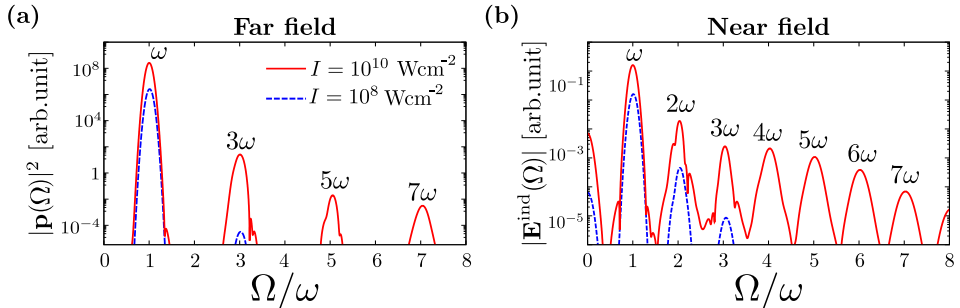 (a)
Far field
|p(Ω)|² [arb.unit]
10⁸
10⁴
1
10⁻⁴
ω
3ω
5ω
7ω
I = 10¹⁰ Wcm⁻²
I = 10⁸ Wcm⁻²
0 1 2 3 4 5 6 7 8
Ω/ω
(b)
Near field
|Eⁱⁿᵈ(Ω)| [arb.unit]
10⁻¹
10⁻³
10⁻⁵
ω
2ω
3ω
4ω
5ω
6ω
7ω
0 1 2 3 4 5 6 7 8
Ω/ω